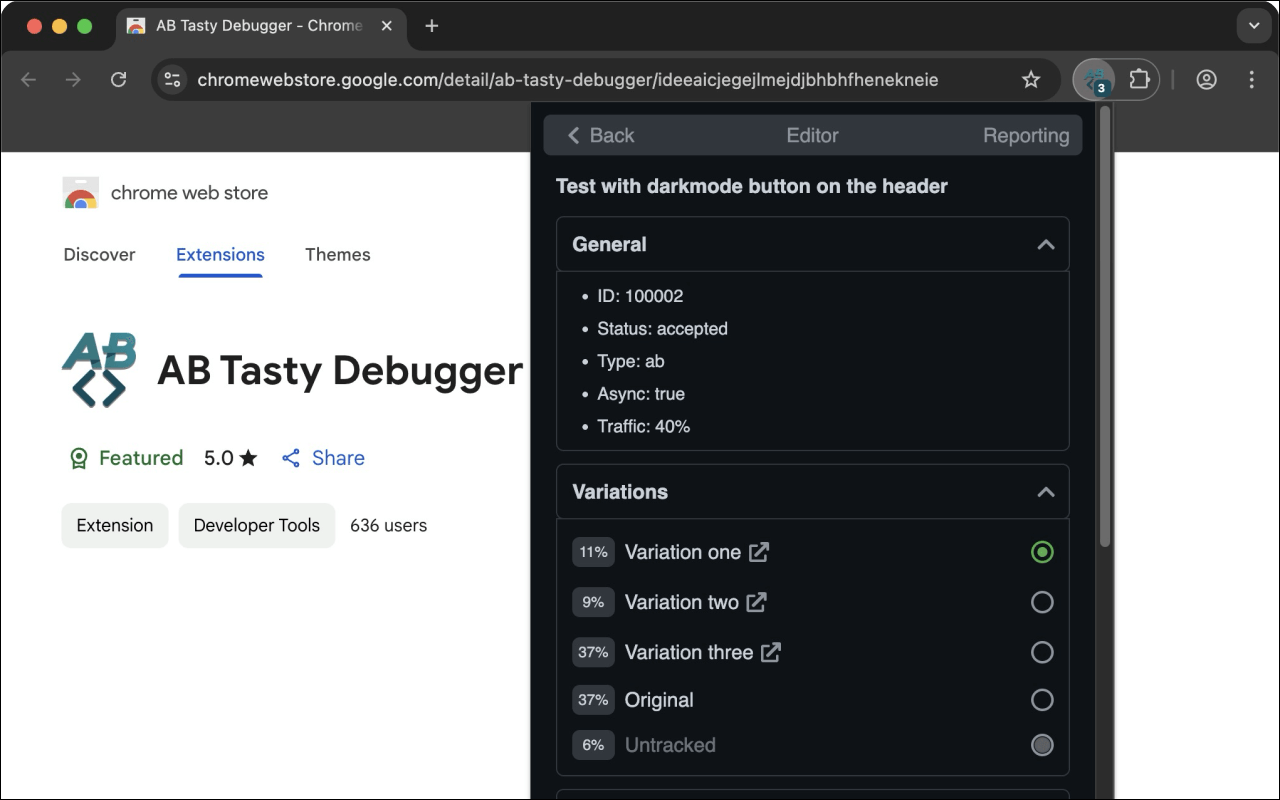 AB Tasty Debugger - Chrome
chromewebstore.google.com/detail/ab-tasty-debugger/ideeaicjegejlmejdjbhbhfhenekneie
3
chrome web store
Discover Extensions Themes
AB
AB Tasty Debugger
Featured 5.0 ★ Share
Extension Developer Tools 636 users
Back Editor Reporting
Test with darkmode button on the header
General
• ID: 100002
• Status: accepted
• Type: ab
• Async: true
• Traffic: 40%
Variations
11% Variation one
9% Variation two
37% Variation three
37% Original
6% Untracked